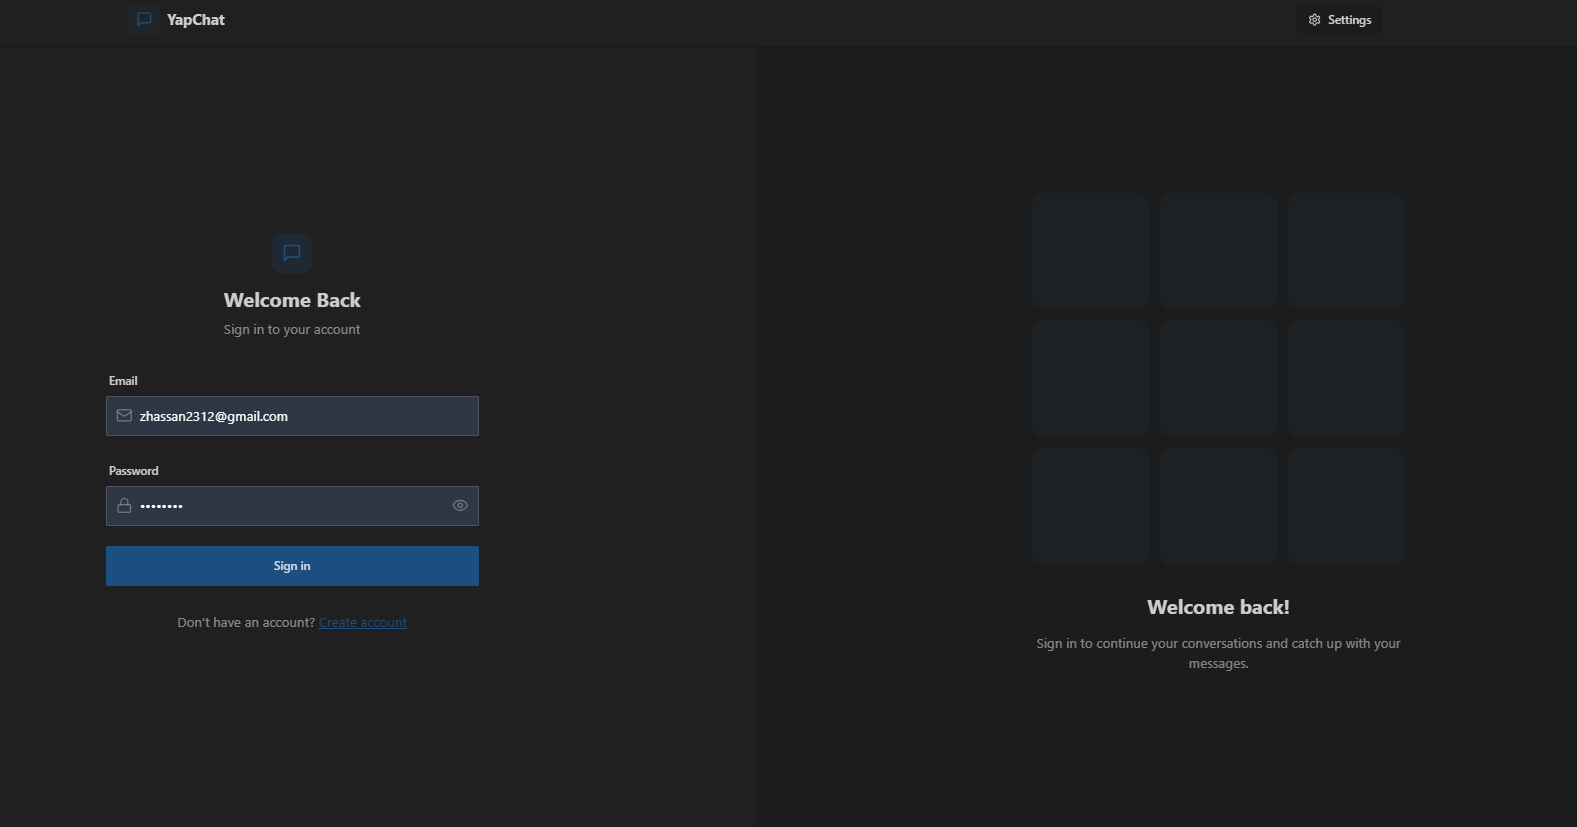 YapChat
Settings
Welcome Back
Sign in to your account
Email
zhassan2312@gmail.com
Password
••••••••
Sign in
Don't have an account? Create account
Welcome back!
Sign in to continue your conversations and catch up with your
messages.